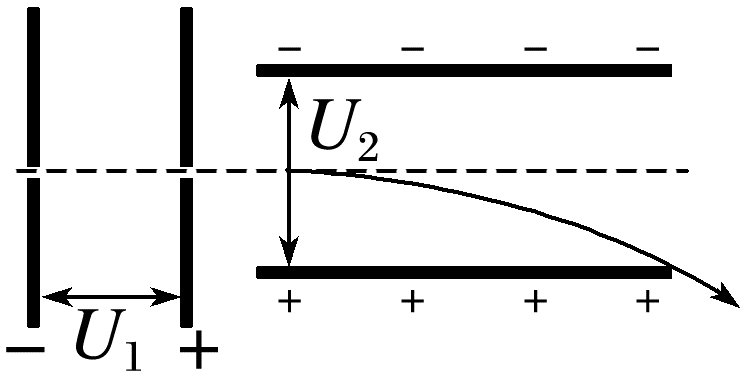 − − − −
U₂
+ + + +
− U₁ +